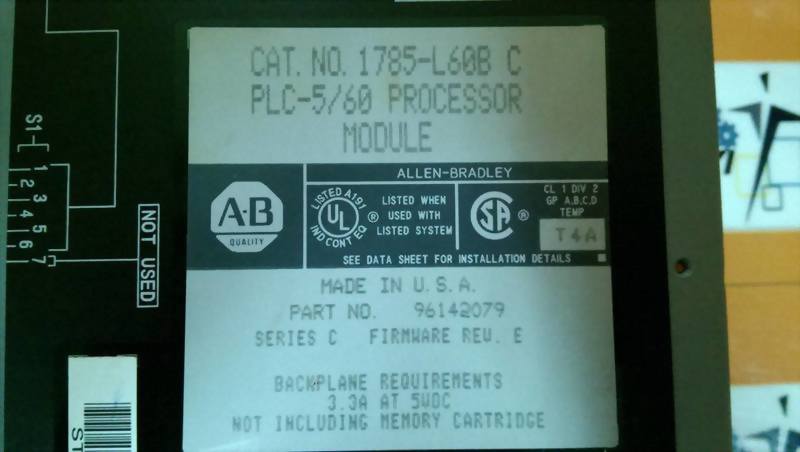 CAT. NO. 1785-L60B C
PLC-5/60 PROCESSOR
MODULE
ALLEN-BRADLEY
A-B
QUALITY
LISTED A191
UL
IND CONT EQ
®
LISTED WHEN
USED WITH
LISTED SYSTEM
SA
®
CL 1 DIV 2
GP A,B,C,D
TEMP
T4A
SEE DATA SHEET FOR INSTALLATION DETAILS
MADE IN U.S.A.
PART NO. 96142079
SERIES C FIRMWARE REV. E
BACKPLANE REQUIREMENTS
3.3A AT 5VDC
NOT INCLUDING MEMORY CARTRIDGE
S1
1
2
3
4
5
6
7
NOT USED
ST